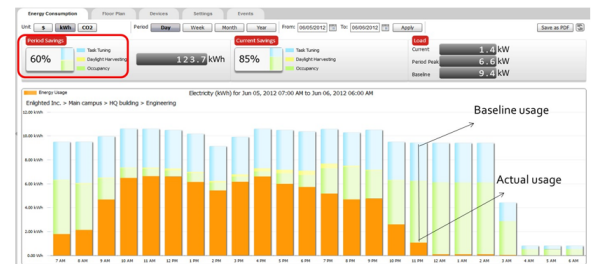 Energy Consumption Floor Plan Devices Settings Events
Unit $ kWh CO2 Period Day Week Month Year From: 06/05/2012 To: 06/06/2012 Apply Save as PDF
Period Savings
60%
Task Tuning
Daylight Harvesting
Occupancy
123.7 kWh
Current Savings
85%
Task Tuning
Daylight Harvesting
Occupancy
Load
Current 1.4 kW
Period Peak 6.6 kW
Baseline 9.4 kW
Energy Usage
Electricity (kWh) for Jun 05, 2012 07:00 AM to Jun 06, 2012 06:00 AM
Enlighted Inc. > Main campus > HQ building > Engineering
12.00 kWh
10.00 kWh
8.00 kWh
6.00 kWh
4.00 kWh
2.00 kWh
0.00 kWh
Baseline usage
Actual usage
7 AM 8 AM 9 AM 10 AM 11 AM 12 PM 1 PM 2 PM 3 PM 4 PM 5 PM 6 PM 7 PM 8 PM 9 PM 10 PM 11 PM 12 AM 1 AM 2 AM 3 AM 4 AM 5 AM 6 AM